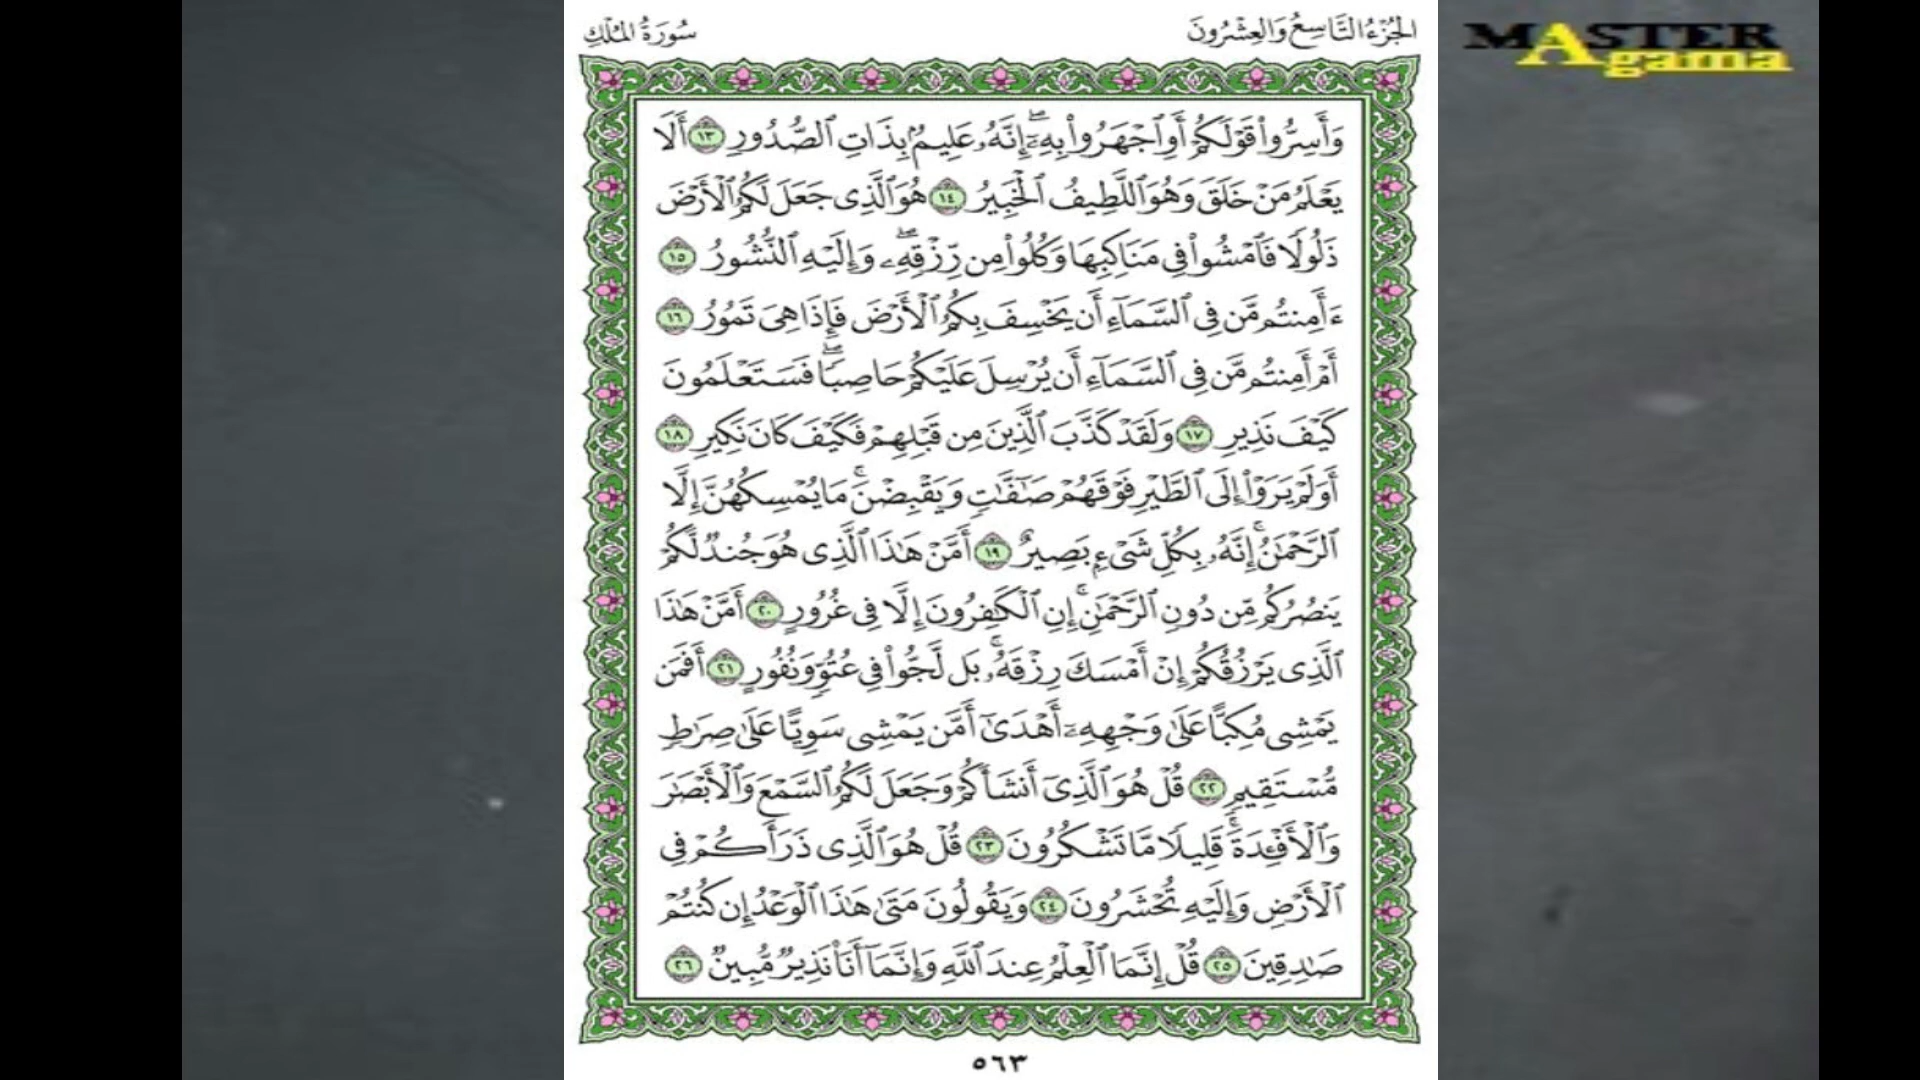 الجُزْءُ التَّاسِعُ وَالعِشْرُونَ
سُورَةُ المُلْكِ
MASTER
Agama
وَأَسِرُّوا۟ قَوْلَكُمْ أَوِ ٱجْهَرُوا۟ بِهِۦٓۖ إِنَّهُۥ عَلِيمٌۢ بِذَاتِ ٱلصُّدُورِ ١٣ أَلَا
يَعْلَمُ مَنْ خَلَقَ وَهُوَ ٱللَّطِيفُ ٱلْخَبِيرُ ١٤ هُوَ ٱلَّذِى جَعَلَ لَكُمُ ٱلْأَرْضَ
ذَلُولًا فَٱمْشُوا۟ فِى مَنَاكِبِهَا وَكُلُوا۟ مِن رِّزْقِهِۦۖ وَإِلَيْهِ ٱلنُّشُورُ ١٥
ءَأَمِنتُم مَّن فِى ٱلسَّمَآءِ أَن يَخْسِفَ بِكُمُ ٱلْأَرْضَ فَإِذَا هِىَ تَمُورُ ١٦
أَمْ أَمِنتُم مَّن فِى ٱلسَّمَآءِ أَن يُرْسِلَ عَلَيْكُمْ حَاصِبًاۖ فَسَتَعْلَمُونَ
كَيْفَ نَذِيرِ ١٧ وَلَقَدْ كَذَّبَ ٱلَّذِينَ مِن قَبْلِهِمْ فَكَيْفَ كَانَ نَكِيرِ ١٨
أَوَلَمْ يَرَوْا۟ إِلَى ٱلطَّيْرِ فَوْقَهُمْ صَـٰٓفَّـٰتٍ وَيَقْبِضْنَۚ مَا يُمْسِكُهُنَّ إِلَّا
ٱلرَّحْمَـٰنُۚ إِنَّهُۥ بِكُلِّ شَىْءٍۭ بَصِيرٌ ١٩ أَمَّنْ هَـٰذَا ٱلَّذِى هُوَ جُندٌ لَّكُمْ
يَنصُرُكُم مِّن دُونِ ٱلرَّحْمَـٰنِۚ إِنِ ٱلْكَـٰفِرُونَ إِلَّا فِى غُرُورٍ ٢٠ أَمَّنْ هَـٰذَا
ٱلَّذِى يَرْزُقُكُمْ إِنْ أَمْسَكَ رِزْقَهُۥۚ بَل لَّجُّوا۟ فِى عُتُوٍّ وَنُفُورٍ ٢١ أَفَمَن
يَمْشِى مُكِبًّا عَلَىٰ وَجْهِهِۦٓ أَهْدَىٰٓ أَمَّن يَمْشِى سَوِيًّا عَلَىٰ صِرَٰطٍ
مُّسْتَقِيمٍ ٢٢ قُلْ هُوَ ٱلَّذِىٓ أَنشَأَكُمْ وَجَعَلَ لَكُمُ ٱلسَّمْعَ وَٱلْأَبْصَـٰرَ
وَٱلْأَفْـِٔدَةَۚ قَلِيلًا مَّا تَشْكُرُونَ ٢٣ قُلْ هُوَ ٱلَّذِى ذَرَأَكُمْ فِى
ٱلْأَرْضِ وَإِلَيْهِ تُحْشَرُونَ ٢٤ وَيَقُولُونَ مَتَىٰ هَـٰذَا ٱلْوَعْدُ إِن كُنتُمْ
صَـٰدِقِينَ ٢٥ قُلْ إِنَّمَا ٱلْعِلْمُ عِندَ ٱللَّهِ وَإِنَّمَآ أَنَا۠ نَذِيرٌ مُّبِينٌ ٢٦
٥٦٣